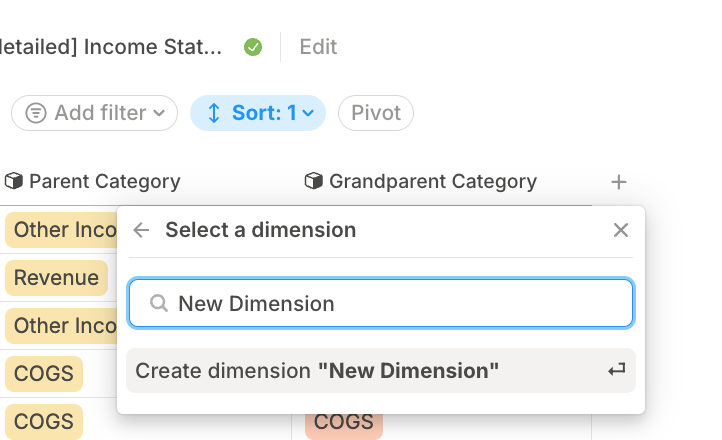 detailed] Income Stat...
Edit
Add filter
Sort: 1
Pivot
Parent Category
Grandparent Category
Other Inco
Select a dimension
Revenue
New Dimension
Other Inco
COGS
Create dimension "New Dimension"
COGS
COGS